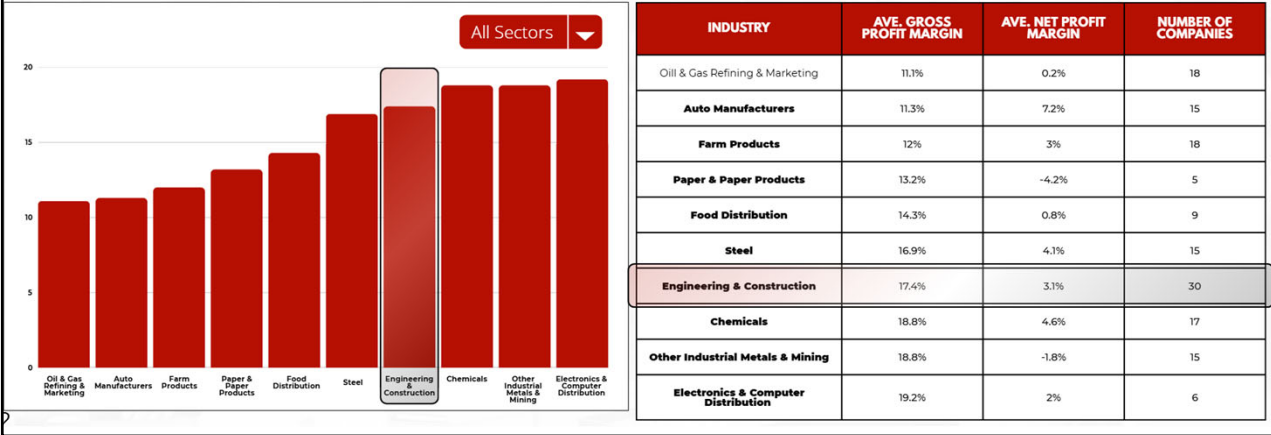 All Sectors
20
15
10
5
0
Oil & Gas
Refining &
Marketing
Auto
Manufacturers
Farm
Products
Paper &
Paper
Products
Food
Distribution
Steel
Engineering
&
Construction
Chemicals
Other
Industrial
Metals &
Mining
Electronics &
Computer
Distribution
INDUSTRY AVE. GROSS PROFIT MARGIN AVE. NET PROFIT MARGIN NUMBER OF COMPANIES
Oill & Gas Refining & Marketing 11.1% 0.2% 18
Auto Manufacturers 11.3% 7.2% 15
Farm Products 12% 3% 18
Paper & Paper Products 13.2% -4.2% 5
Food Distribution 14.3% 0.8% 9
Steel 16.9% 4.1% 15
Engineering & Construction 17.4% 3.1% 30
Chemicals 18.8% 4.6% 17
Other Industrial Metals & Mining 18.8% -1.8% 15
Electronics & Computer Distribution 19.2% 2% 6